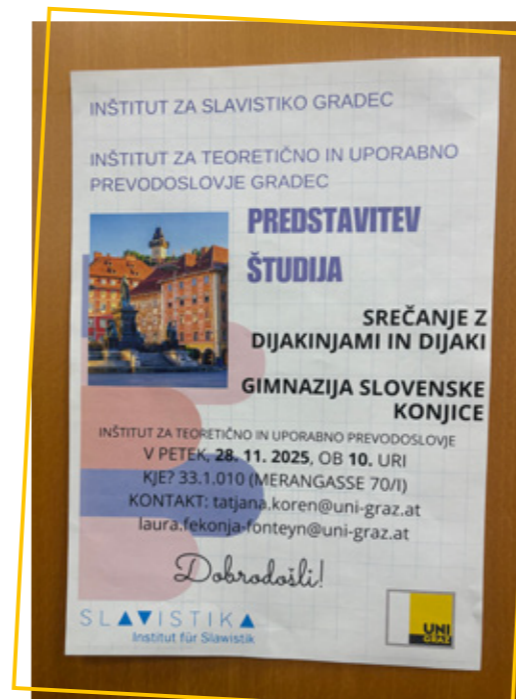 INŠTITUT ZA SLAVISTIKO GRADEC
INŠTITUT ZA TEORETIČNO IN UPORABNO
PREVODOSLOVJE GRADEC
PREDSTAVITEV
ŠTUDIJA
SREČANJE Z
DIJAKINJAMI IN DIJAKI
GIMNAZIJA SLOVENSKE
KONJICE
INŠTITUT ZA TEORETIČNO IN UPORABNO PREVODOSLOVJE
V PETEK, 28. 11. 2025, OB 10. URI
KJE? 33.1.010 (MERANGASSE 70/I)
KONTAKT: tatjana.koren@uni-graz.at
laura.fekonja-fonteyn@uni-graz.at
Dobrodošli!
SLAVISTIKA
Institut für Slawistik
UNI
GRAZ